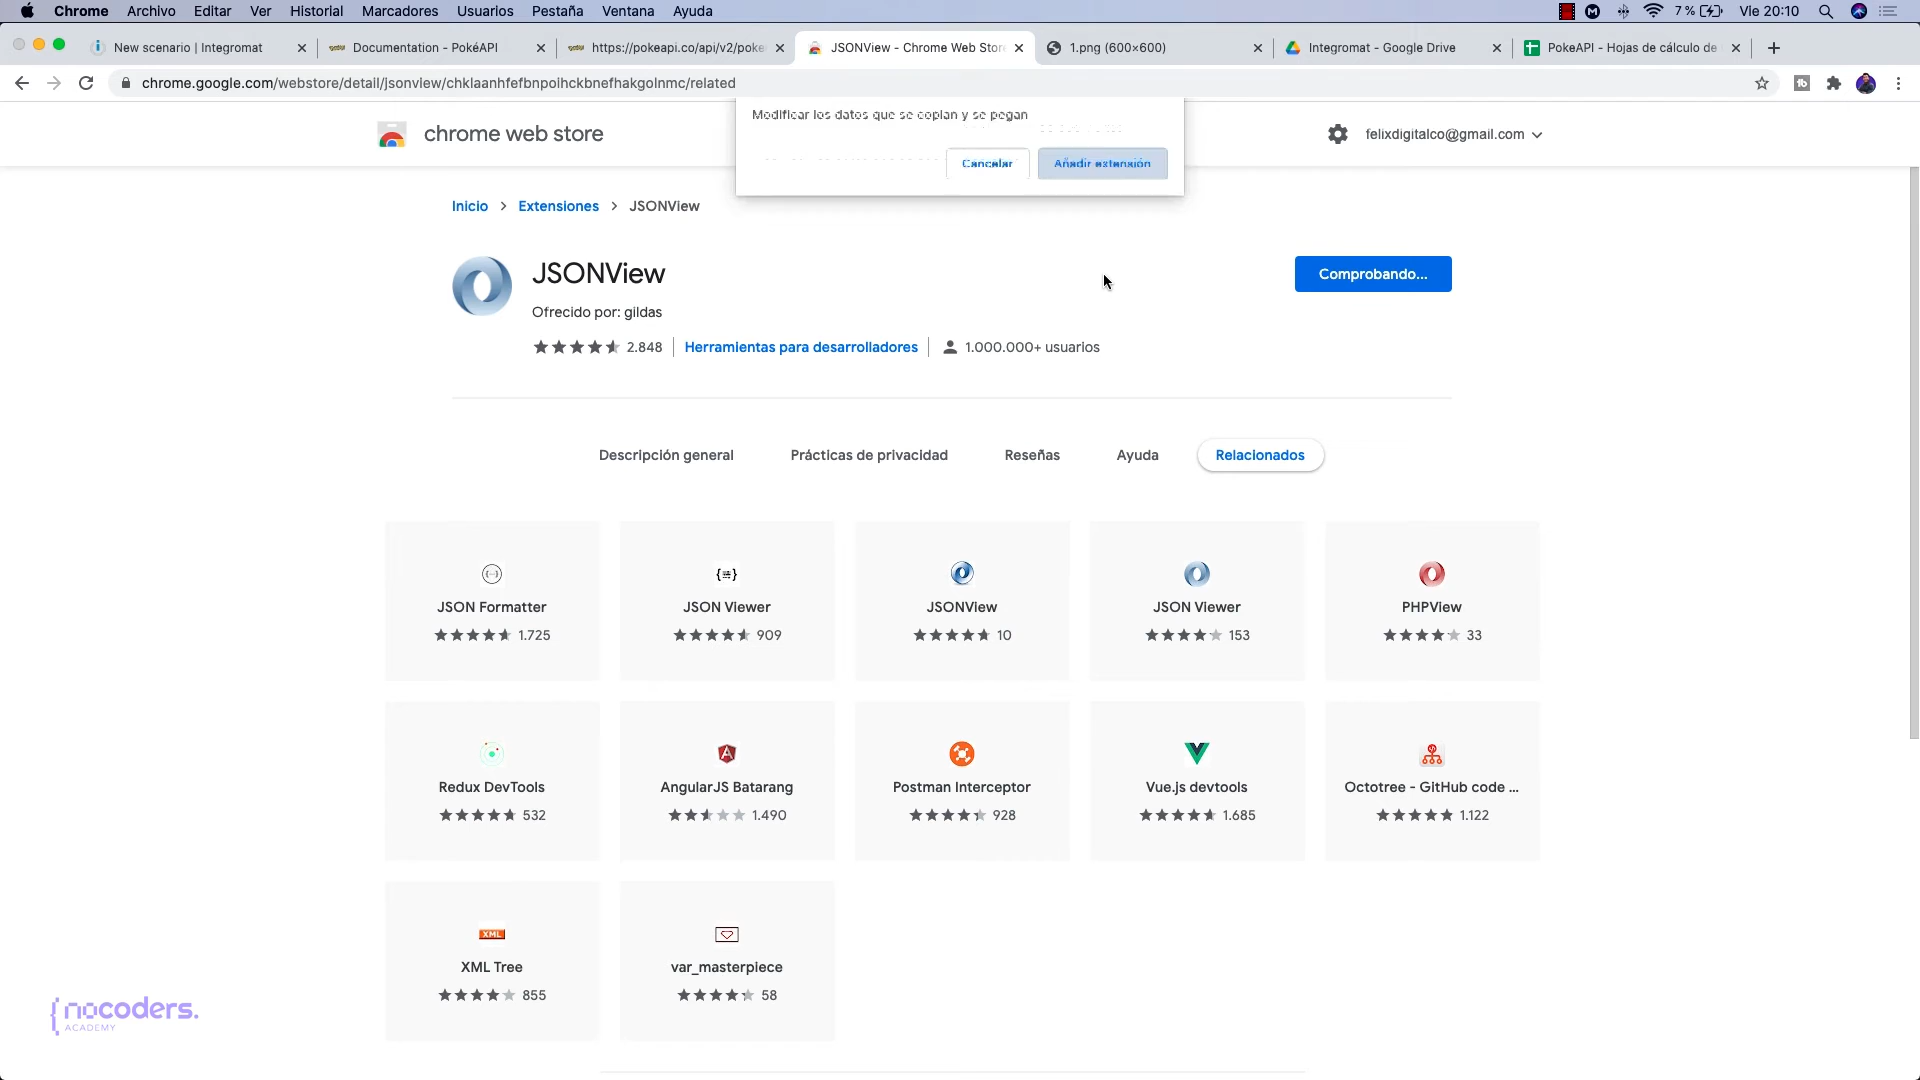 Chrome Archivo Editar Ver Historial Marcadores Usuarios Pestaña Ventana Ayuda 7 % Vie 20:10
New scenario | Integromat Documentation - PokéAPI https://pokeapi.co/api/v2/poke JSONView - Chrome Web Store 1.png (600×600) Integromat - Google Drive PokeAPI - Hojas de cálculo de
chrome.google.com/webstore/detail/jsonview/chklaanhfefbnpoihckbnefhakgolnmc/related
Modificar los datos que se copian y se pegan
chrome web store
felixdigitalco@gmail.com
Cancelar Añadir extensión
Inicio > Extensiones > JSONView
JSONView
Comprobando...
Ofrecido por: gildas
2.848 Herramientas para desarrolladores 1.000.000+ usuarios
Descripción general Prácticas de privacidad Reseñas Ayuda Relacionados
JSON Formatter JSON Viewer JSONView JSON Viewer PHPView
1.725 909 10 153 33
Redux DevTools AngularJS Batarang Postman Interceptor Vue.js devtools Octotree - GitHub code ...
532 1.490 928 1.685 1.122
XML
XML Tree var_masterpiece
855 58
{nocoders.
ACADEMY